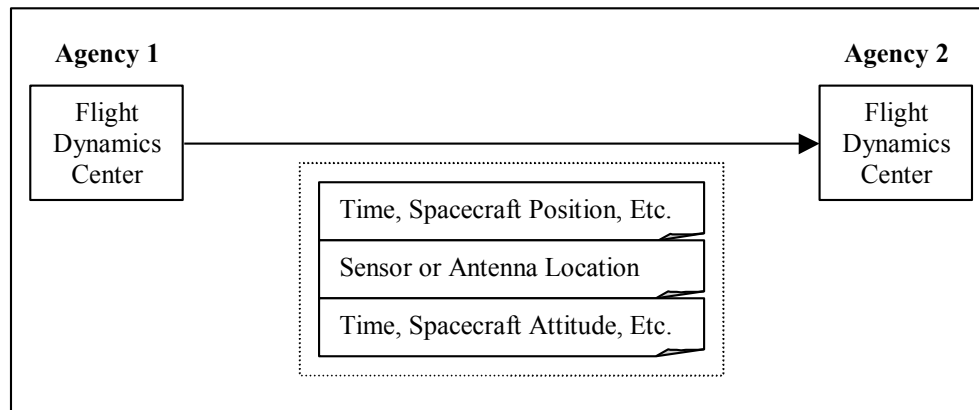 Agency 1
Agency 2
Flight
Dynamics
Center
Flight
Dynamics
Center
Time, Spacecraft Position, Etc.
Sensor or Antenna Location
Time, Spacecraft Attitude, Etc.